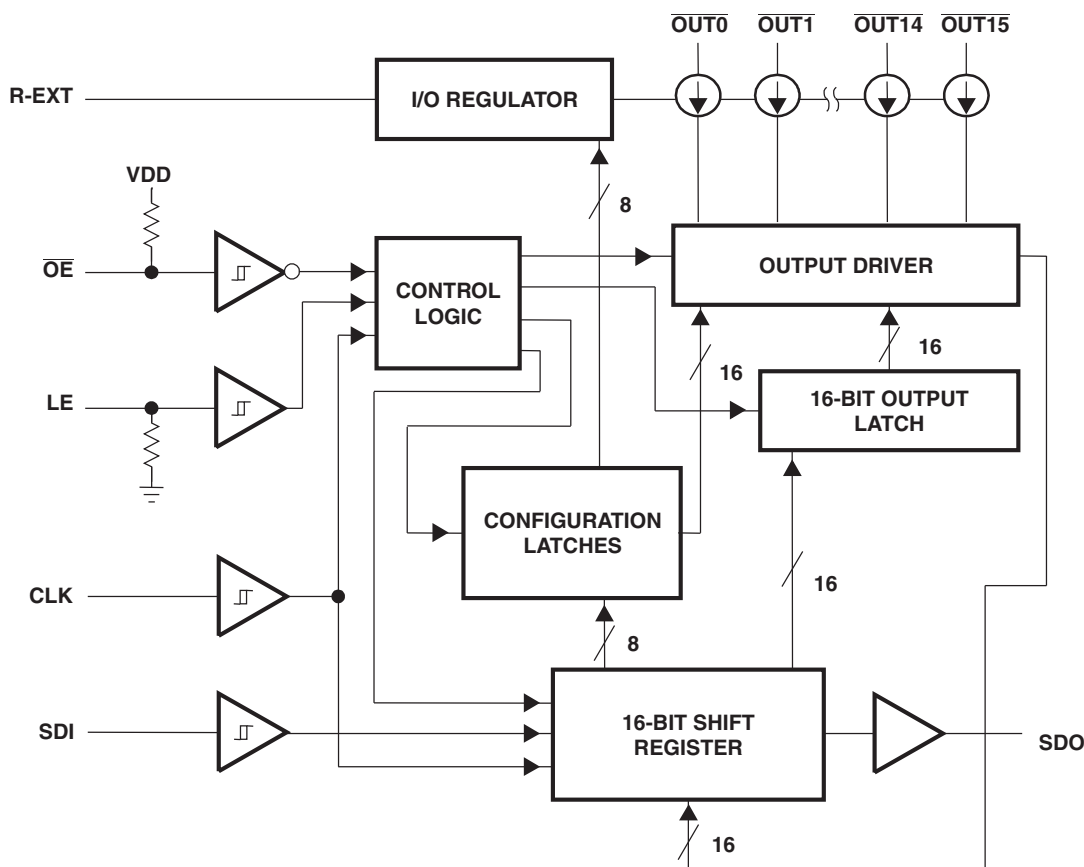 OUT0 OUT1 OUT14 OUT15
R-EXT
I/O REGULATOR
VDD
8
OE
CONTROL
LOGIC
OUTPUT DRIVER
16
16
LE
16-BIT OUTPUT
LATCH
CONFIGURATION
LATCHES
16
CLK
8
SDI
16-BIT SHIFT
REGISTER
SDO
16